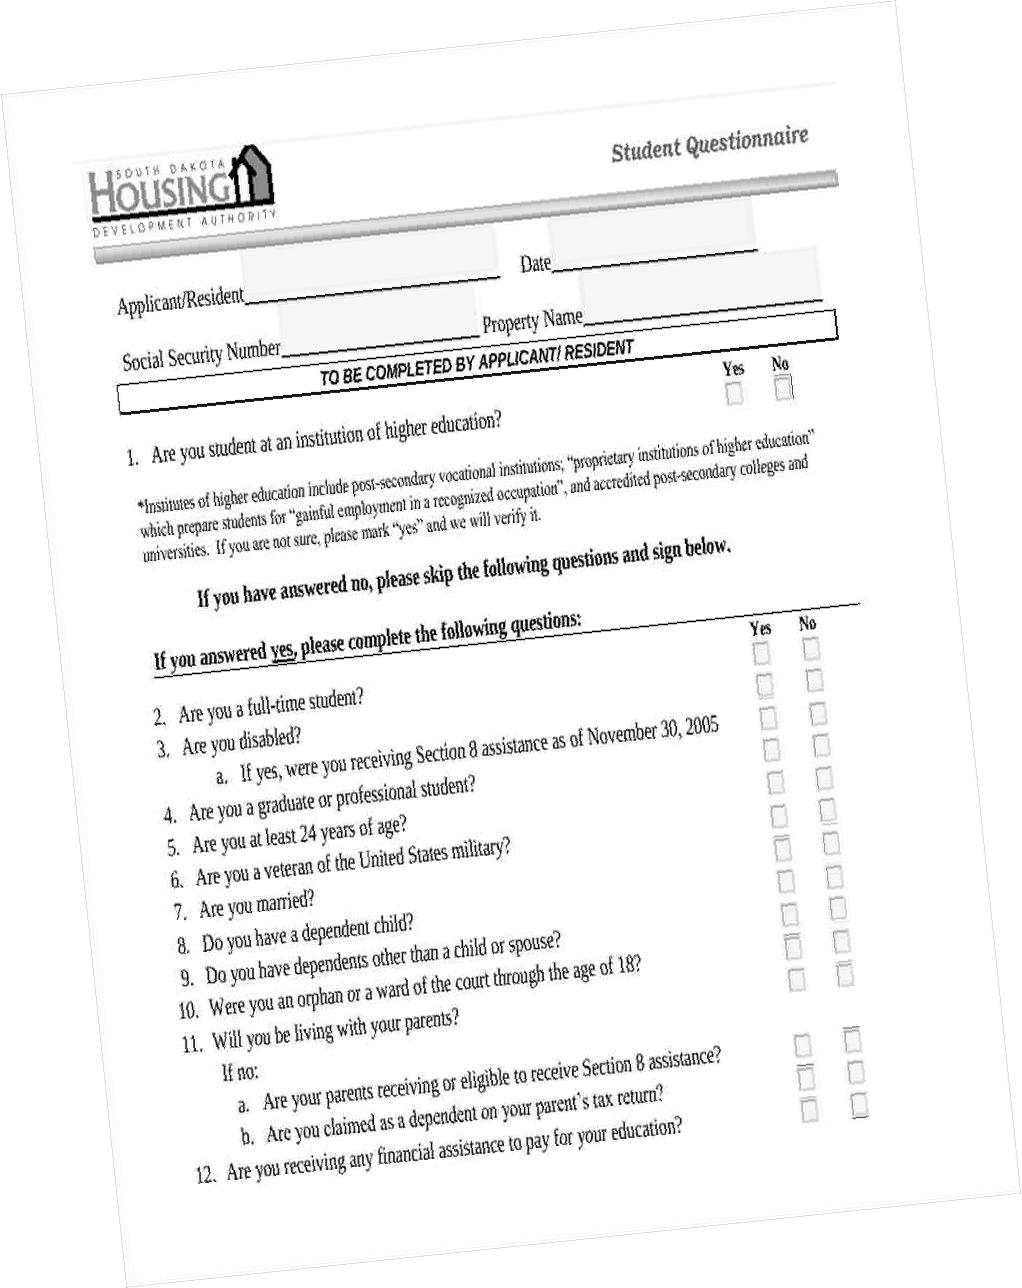 SOUTH DAKOTA
HOUSING
DEVELOPMENT AUTHORITY
Student Questionnaire
Applicant/Resident
Date
Social Security Number
Property Name
TO BE COMPLETED BY APPLICANT/ RESIDENT
Yes No
1. Are you student at an institution of higher education?
*Institutes of higher education include post-secondary vocational institutions; “proprietary institutions of higher education”
which prepare students for “gainful employment in a recognized occupation”, and accredited post-secondary colleges and
universities. If you are not sure, please mark “yes” and we will verify it.
If you have answered no, please skip the following questions and sign below.
If you answered yes, please complete the following questions:
Yes No
2. Are you a full-time student?
3. Are you disabled?
a. If yes, were you receiving Section 8 assistance as of November 30, 2005
4. Are you a graduate or professional student?
5. Are you at least 24 years of age?
6. Are you a veteran of the United States military?
7. Are you married?
8. Do you have a dependent child?
9. Do you have dependents other than a child or spouse?
10. Were you an orphan or a ward of the court through the age of 18?
11. Will you be living with your parents?
If no:
a. Are your parents receiving or eligible to receive Section 8 assistance?
b. Are you claimed as a dependent on your parent’s tax return?
12. Are you receiving any financial assistance to pay for your education?